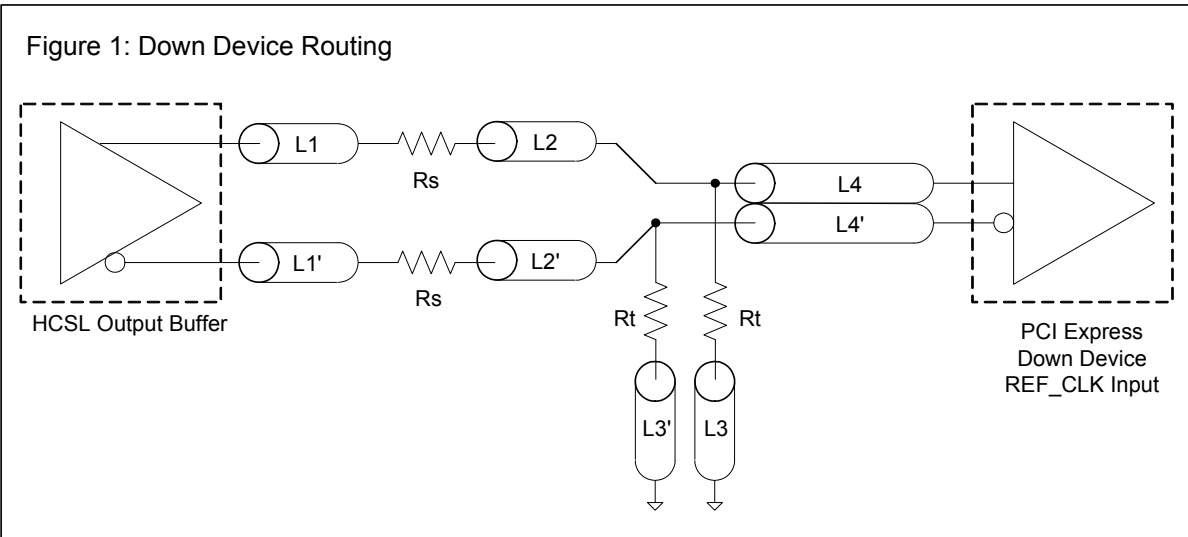 Figure 1: Down Device Routing
L1
Rs
L2
L4
L4'
L1'
Rs
L2'
HCSL Output Buffer
Rt
Rt
PCI Express
Down Device
REF_CLK Input
L3'
L3